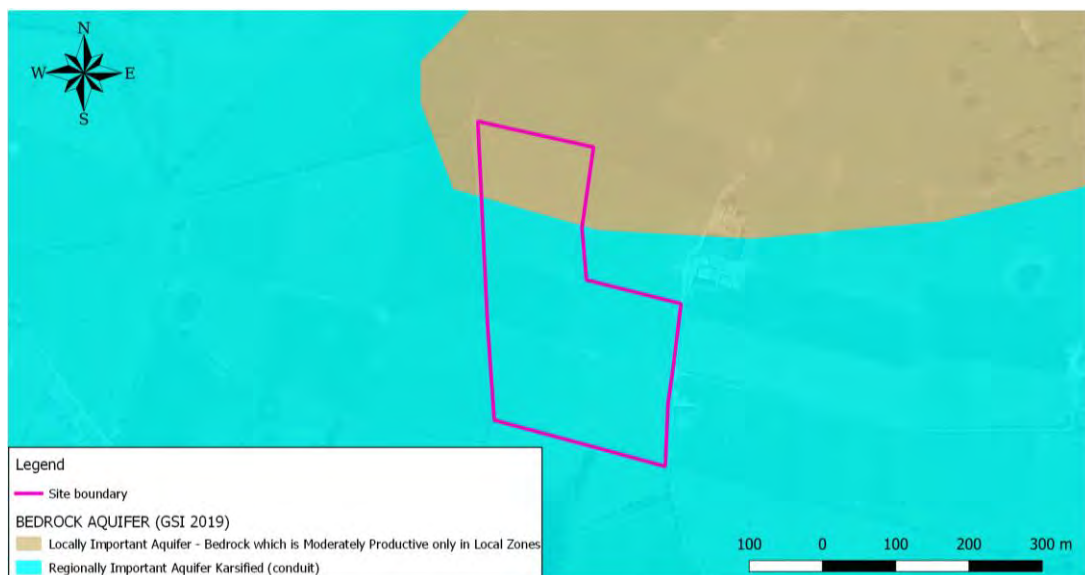 N
W E
S
Legend
Site boundary
BEDROCK AQUIFER (GSI 2019)
Locally Important Aquifer - Bedrock which is Moderately Productive only in Local Zones
Regionally Important Aquifer Karsified (conduit)
100 0 100 200 300 m